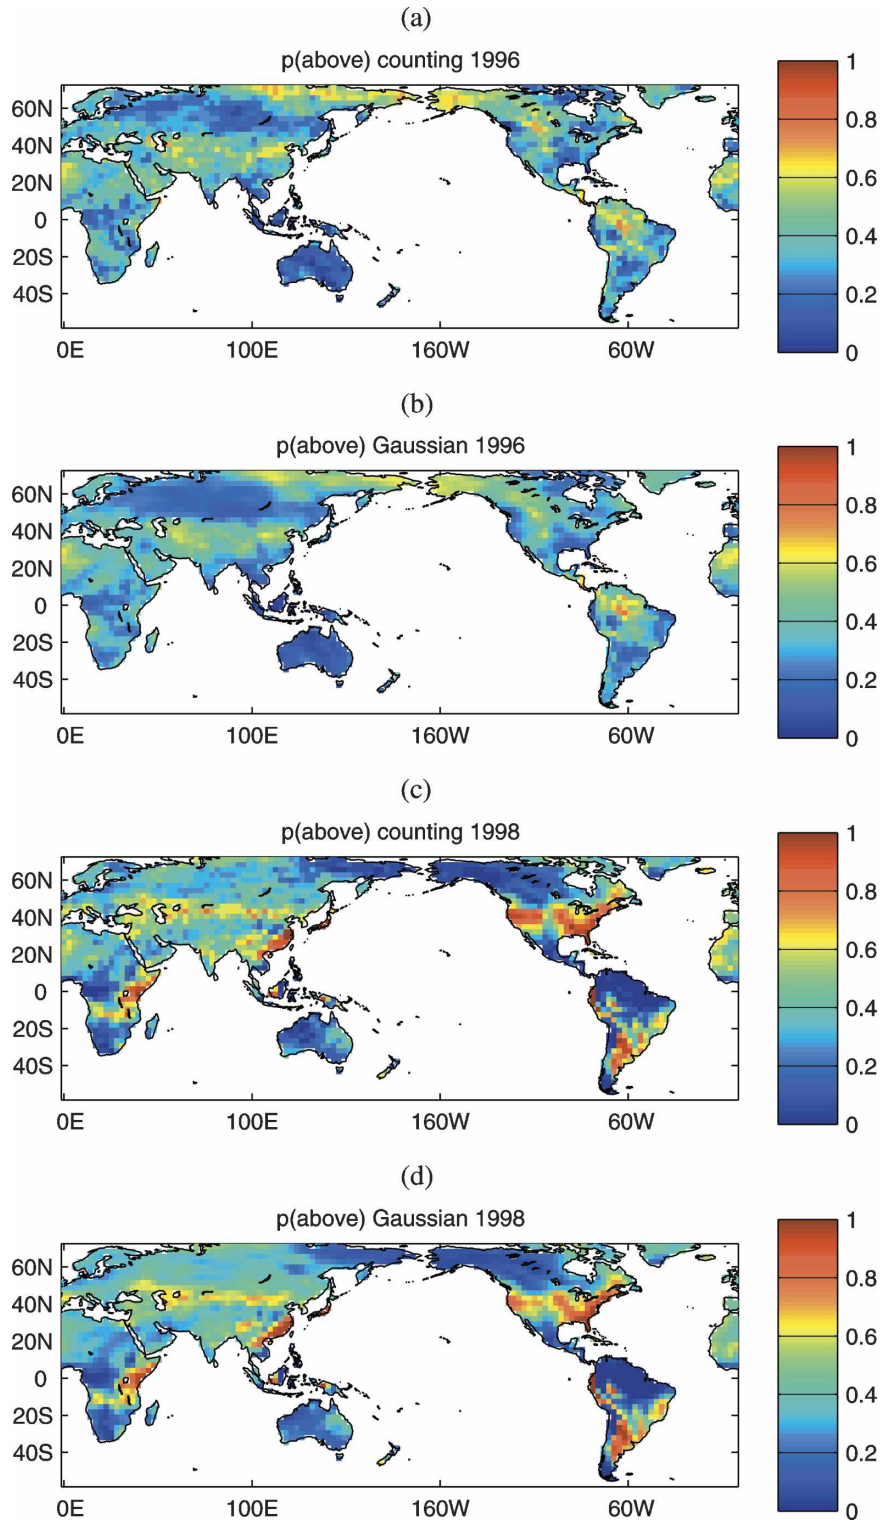 (a)
p(above) counting 1996
60N
40N
20N
0
20S
40S
0E 100E 160W 60W
1
0.8
0.6
0.4
0.2
0
(b)
p(above) Gaussian 1996
60N
40N
20N
0
20S
40S
0E 100E 160W 60W
1
0.8
0.6
0.4
0.2
0
(c)
p(above) counting 1998
60N
40N
20N
0
20S
40S
0E 100E 160W 60W
1
0.8
0.6
0.4
0.2
0
(d)
p(above) Gaussian 1998
60N
40N
20N
0
20S
40S
0E 100E 160W 60W
1
0.8
0.6
0.4
0.2
0